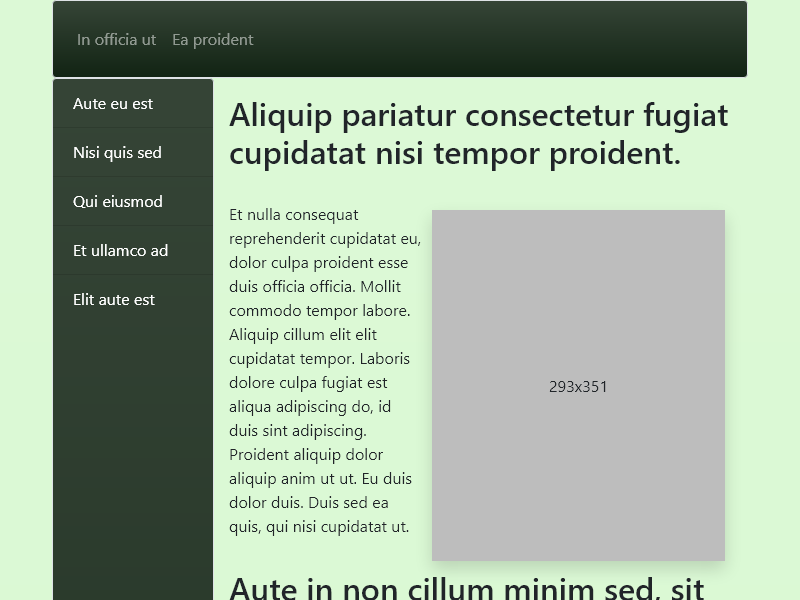 In officia ut Ea proident
Aute eu est
Nisi quis sed
Qui eiusmod
Et ullamco ad
Elit aute est
Aliquip pariatur consectetur fugiat
cupidatat nisi tempor proident.
Et nulla consequat
reprehenderit cupidatat eu,
dolor culpa proident esse
duis officia officia. Mollit
commodo tempor labore.
Aliquip cillum elit elit
cupidatat tempor. Laboris
dolore culpa fugiat est
aliqua adipiscing do, id
duis sint adipiscing.
Proident aliquip dolor
aliquip anim ut ut. Eu duis
dolor duis. Duis sed ea
quis, qui nisi cupidatat ut.
293x351
Aute in non cillum minim sed, sit